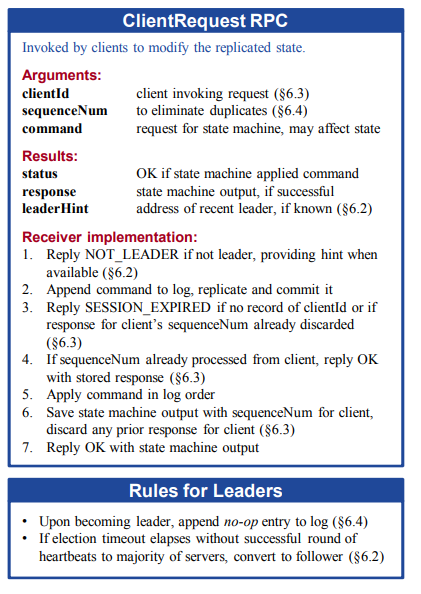 ClientRequest RPC
Invoked by clients to modify the replicated state.
Arguments:
clientId client invoking request (§6.3)
sequenceNum to eliminate duplicates (§6.4)
command request for state machine, may affect state
Results:
status OK if state machine applied command
response state machine output, if successful
leaderHint address of recent leader, if known (§6.2)
Receiver implementation:
1. Reply NOT_LEADER if not leader, providing hint when
available (§6.2)
2. Append command to log, replicate and commit it
3. Reply SESSION_EXPIRED if no record of clientId or if
response for client's sequenceNum already discarded
(§6.3)
4. If sequenceNum already processed from client, reply OK
with stored response (§6.3)
5. Apply command in log order
6. Save state machine output with sequenceNum for client,
discard any prior response for client (§6.3)
7. Reply OK with state machine output
Rules for Leaders
• Upon becoming leader, append no-op entry to log (§6.4)
• If election timeout elapses without successful round of
heartbeats to majority of servers, convert to follower (§6.2)